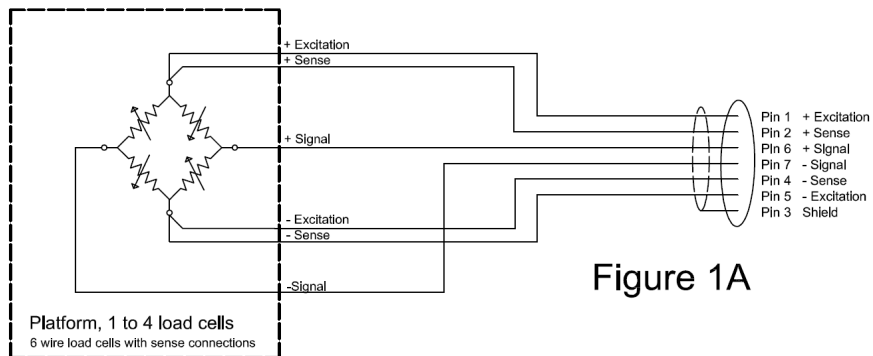 + Excitation
+ Sense
+ Signal
- Excitation
- Sense
-Signal
Pin 1 + Excitation
Pin 2 + Sense
Pin 6 + Signal
Pin 7 - Signal
Pin 4 - Sense
Pin 5 - Excitation
Pin 3 Shield
Figure 1A
Platform, 1 to 4 load cells
6 wire load cells with sense connections